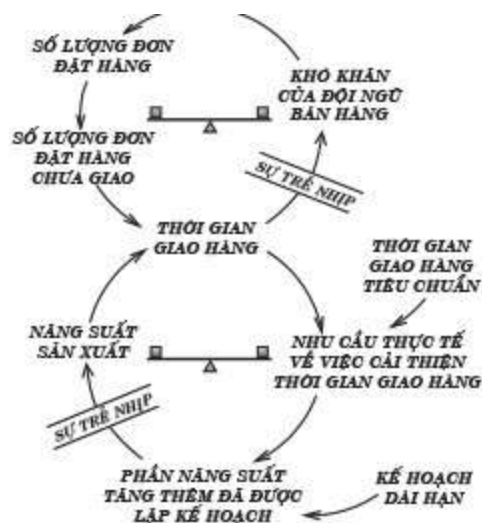 SỐ LƯỢNG ĐƠN
ĐẶT HÀNG
KHÓ KHĂN
CỦA ĐỘI NGŨ
BÁN HÀNG
SỐ LƯỢNG ĐƠN
ĐẶT HÀNG
CHƯA GIAO
SỰ TRỄ NHỊP
THỜI GIAN
GIAO HÀNG
THỜI GIAN
GIAO HÀNG
TIÊU CHUẨN
NĂNG SUẤT
SẢN XUẤT
NHU CẦU THỰC TẾ
VỀ VIỆC CẢI THIỆN
THỜI GIAN GIAO HÀNG
SỰ TRỄ NHỊP
PHẦN NĂNG SUẤT
TĂNG THÊM ĐÃ ĐƯỢC
LẬP KẾ HOẠCH
KẾ HOẠCH
DÀI HẠN